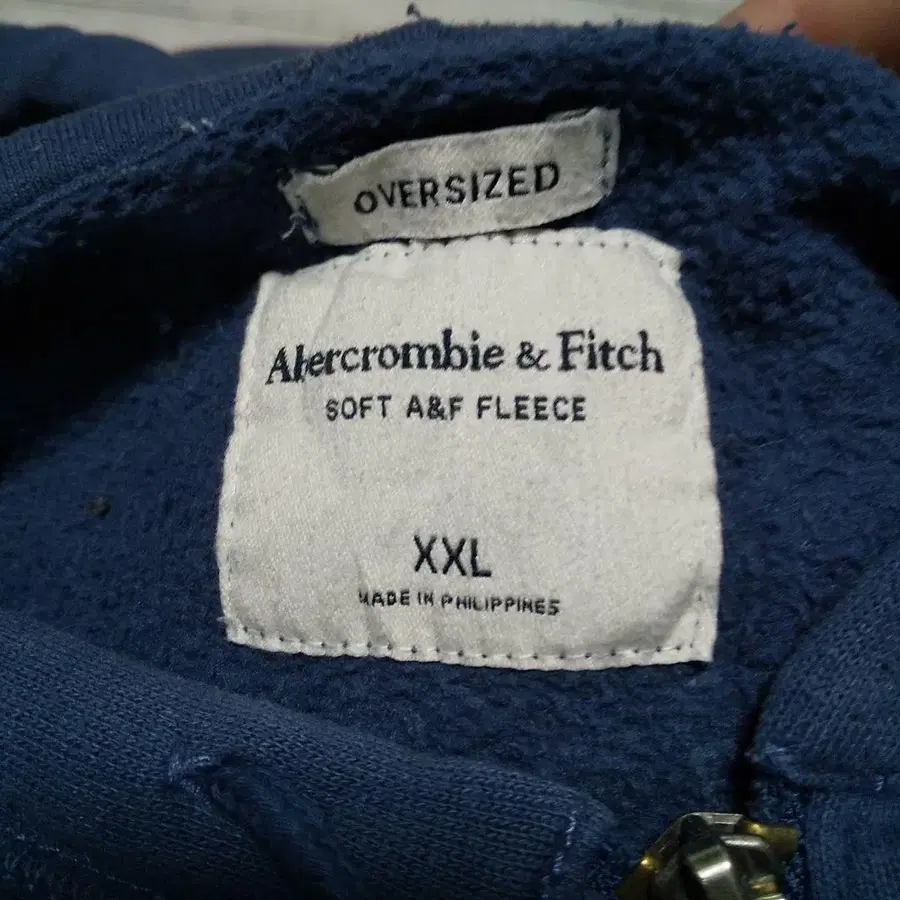 OVERSIZED
Abercrombie & Fitch
SOFT A&F FLEECE
XXL
MADE IN PHILIPPINES